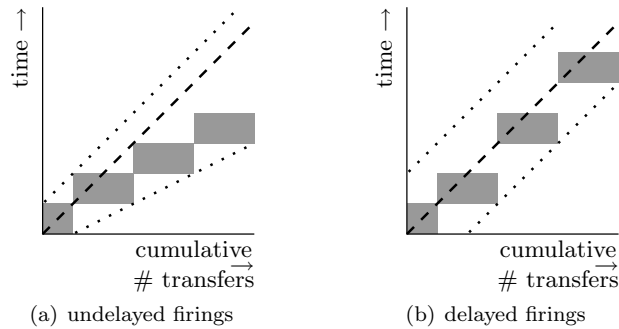 time →
cumulative
# transfers →
(a) undelayed firings
time →
cumulative
# transfers →
(b) delayed firings